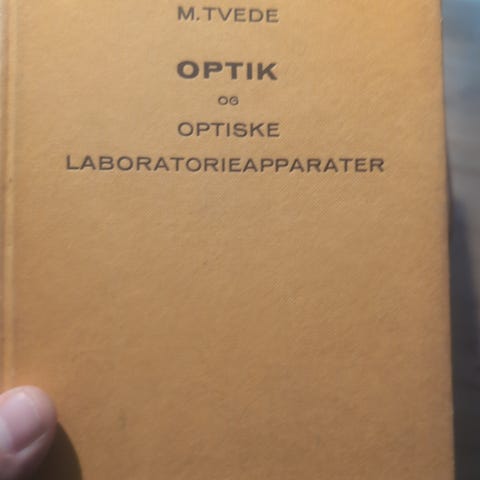 M. TVEDE
OPTIK
OG
OPTISKE
LABORATORIEAPPARATER